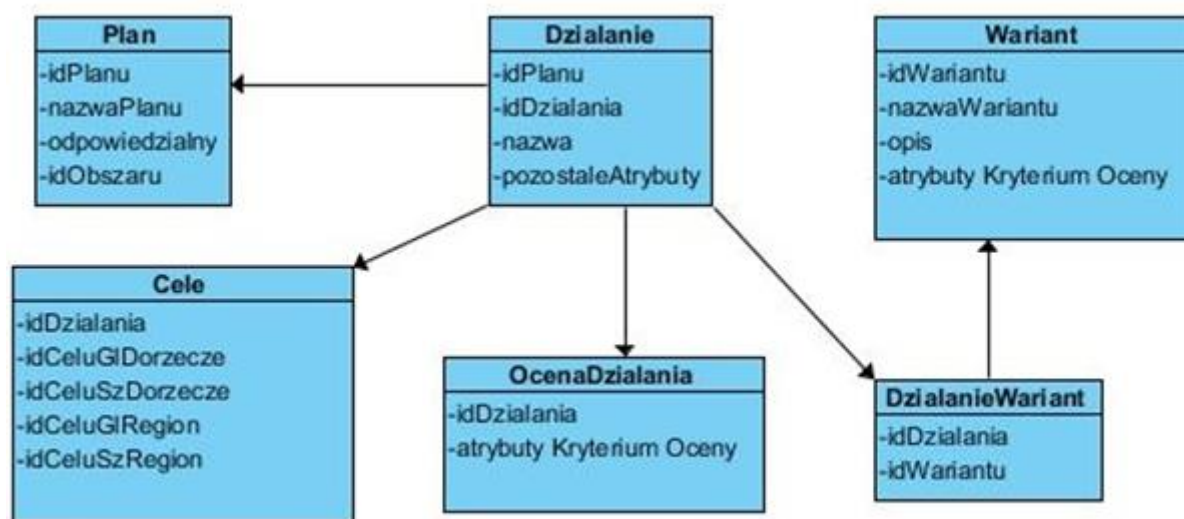 Plan
-idPlanu
-nazwaPlanu
-odpowiedzialny
-idObszaru
Dzialanie
-idPlanu
-idDzialania
-nazwa
-pozostaleAtrybuty
Wariant
-idWariantu
-nazwaWariantu
-opis
-atrybuty Kryterium Oceny
Cele
-idDzialania
-idCeluGlDorzecze
-idCeluSzDorzecze
-idCeluGlRegion
-idCeluSzRegion
OcenaDzialania
-idDzialania
-atrybuty Kryterium Oceny
DzialanieWariant
-idDzialania
-idWariantu